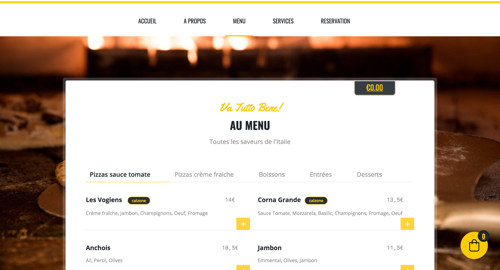 ACCUEIL A PROPOS MENU SERVICES RESERVATION
€0.00
Va Tutto Bene!
AU MENU
Toutes les saveurs de l'Italie
Pizzas sauce tomate Pizzas crème fraiche Boissons Entrées Desserts
Les Vogiens calzone 14€
Crème fraîche, Jambon, Champignons, Oeuf, Fromage
+
Corna Grande calzone 13,5€
Sauce Tomate, Mozzarela, Basilic, Champignons, Fromage, Oeuf
+
Anchois 10,5€
Ail, Persil, Olives
Jambon 11,5€
Emmental, Olives, Jambon
0